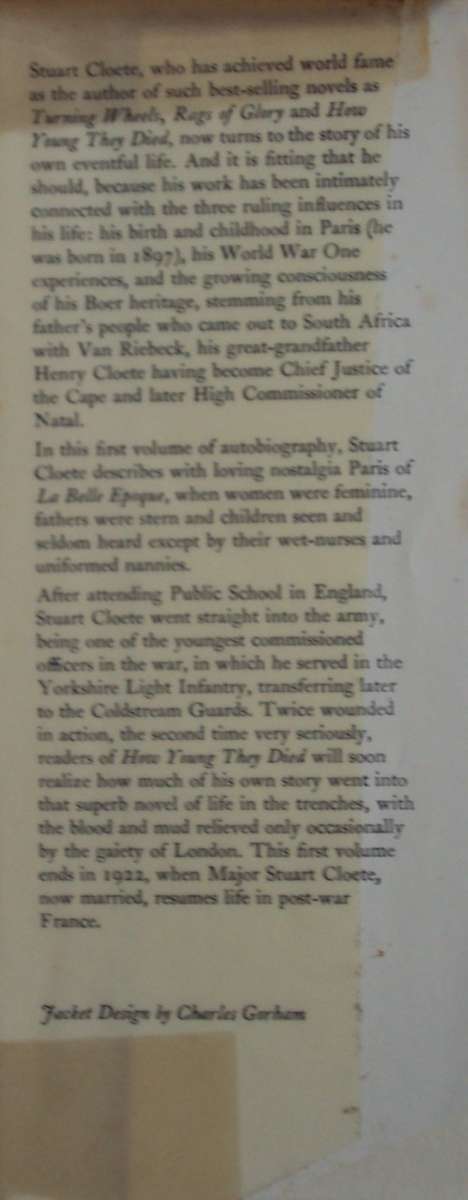 Stuart Cloete, who has achieved world fame
as the author of such best-selling novels as
Turning Wheels, Rags of Glory and How
Young They Died, now turns to the story of his
own eventful life. And it is fitting that he
should, because his work has been intimately
connected with the three ruling influences in
his life: his birth and childhood in Paris (he
was born in 1897), his World War One
experiences, and the growing consciousness
of his Boer heritage, stemming from his
father's people who came out to South Africa
with Van Riebeck, his great-grandfather
Henry Cloete having become Chief Justice of
the Cape and later High Commissioner of
Natal.
In this first volume of autobiography, Stuart
Cloete describes with loving nostalgia Paris of
La Belle Epoque, when women were feminine,
fathers were stern and children seen and
seldom heard except by their wet-nurses and
uniformed nannies.
After attending Public School in England,
Stuart Cloete went straight into the army,
being one of the youngest commissioned
officers in the war, in which he served in the
Yorkshire Light Infantry, transferring later
to the Coldstream Guards. Twice wounded
in action, the second time very seriously,
readers of How Young They Died will soon
realize how much of his own story went into
that superb novel of life in the trenches, with
the blood and mud relieved only occasionally
by the gaiety of London. This first volume
ends in 1922, when Major Stuart Cloete,
now married, resumes life in post-war
France.
Jacket Design by Charles Gorham